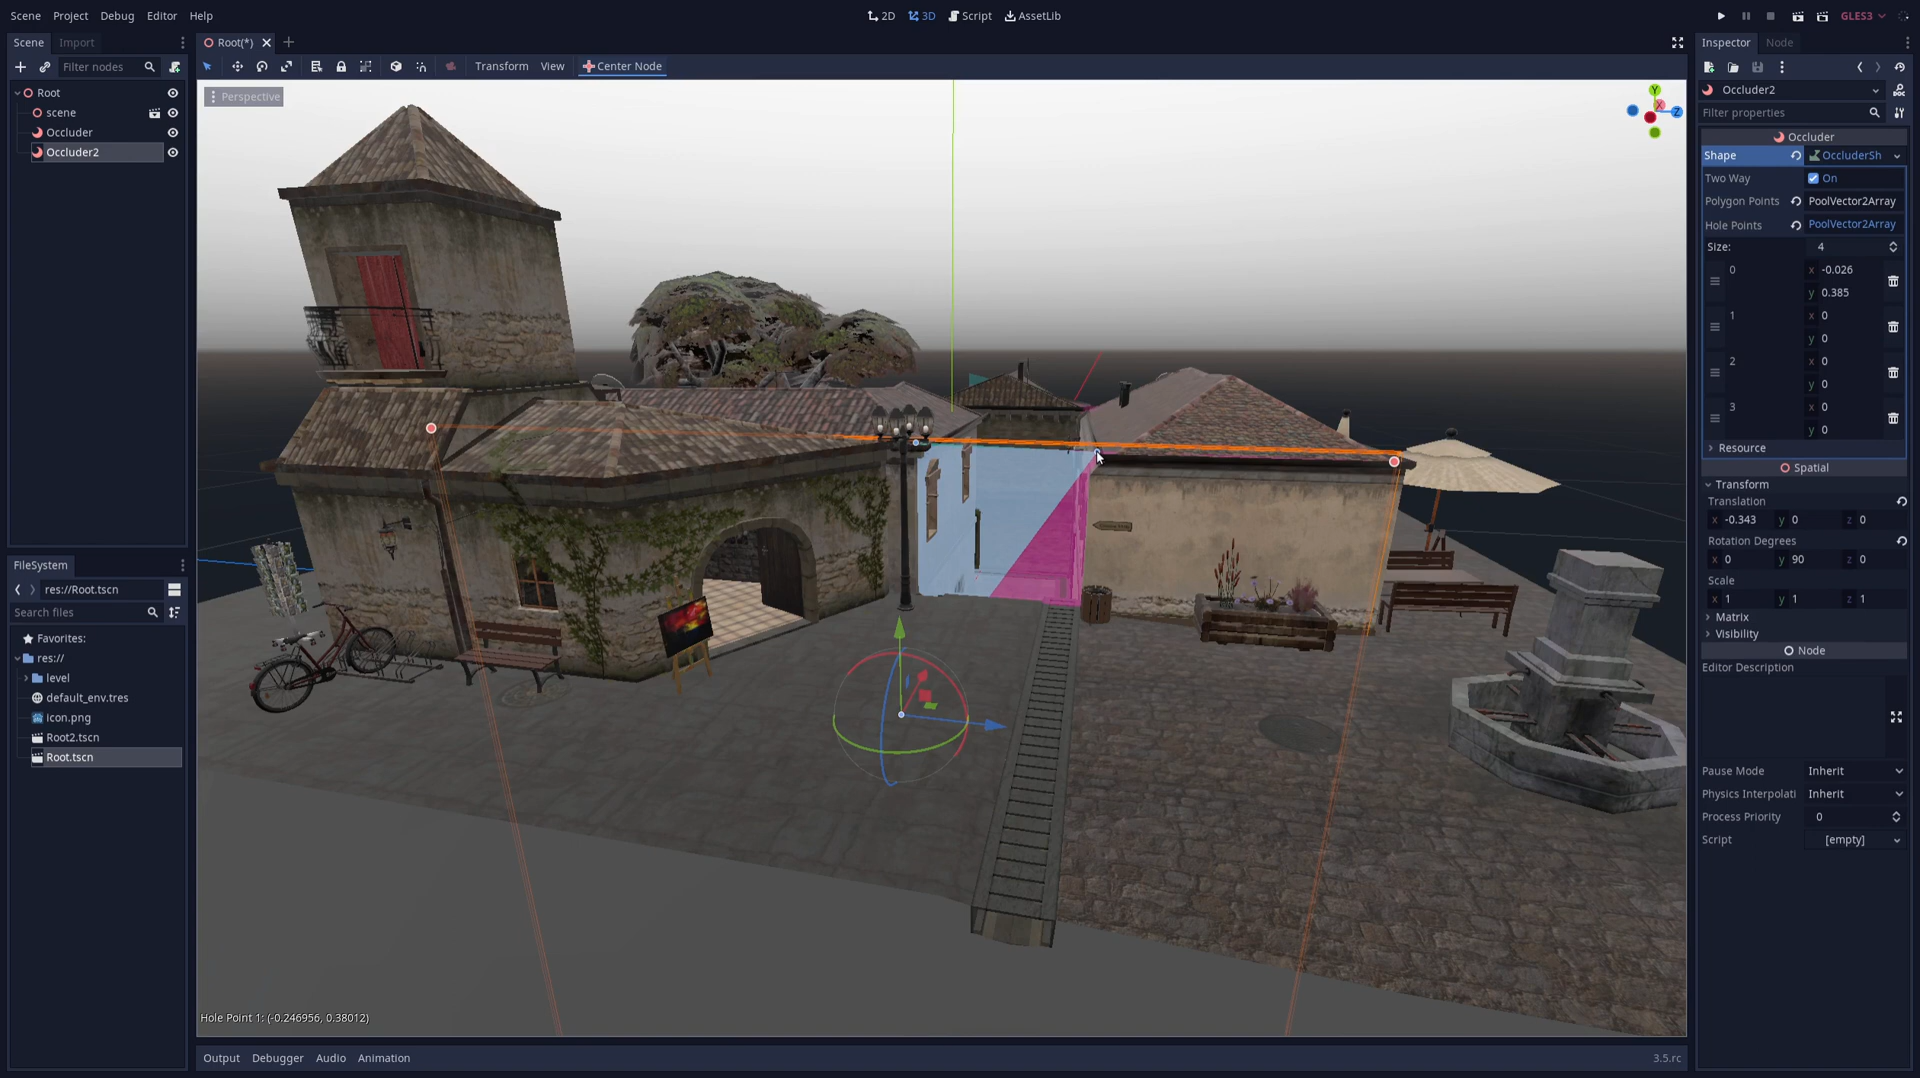 Scene Project Debug Editor Help
2D 3D Script AssetLib
GLES3
Scene Import
Filter nodes
Root
scene
Occluder
Occluder2
FileSystem
res://Root.tscn
Search files
Favorites:
res://
level
default_env.tres
icon.png
Root2.tscn
Root.tscn
Root(*)
Transform View Center Node
Perspective
Y
X
Z
Hole Point 1: (-0.246956, 0.38012)
Output Debugger Audio Animation
3.5.rc
Inspector Node
Occluder2
Filter properties
Occluder
Shape OccluderSh
Two Way On
Polygon Points PoolVector2Array
Hole Points PoolVector2Array
Size: 4
0 x -0.026
y 0.385
1 x 0
y 0
2 x 0
y 0
3 x 0
y 0
Resource
Spatial
Transform
Translation
x -0.343 y 0 z 0
Rotation Degrees
x 0 y 90 z 0
Scale
x 1 y 1 z 1
Matrix
Visibility
Node
Editor Description
Pause Mode Inherit
Physics Interpolati Inherit
Process Priority 0
Script [empty]